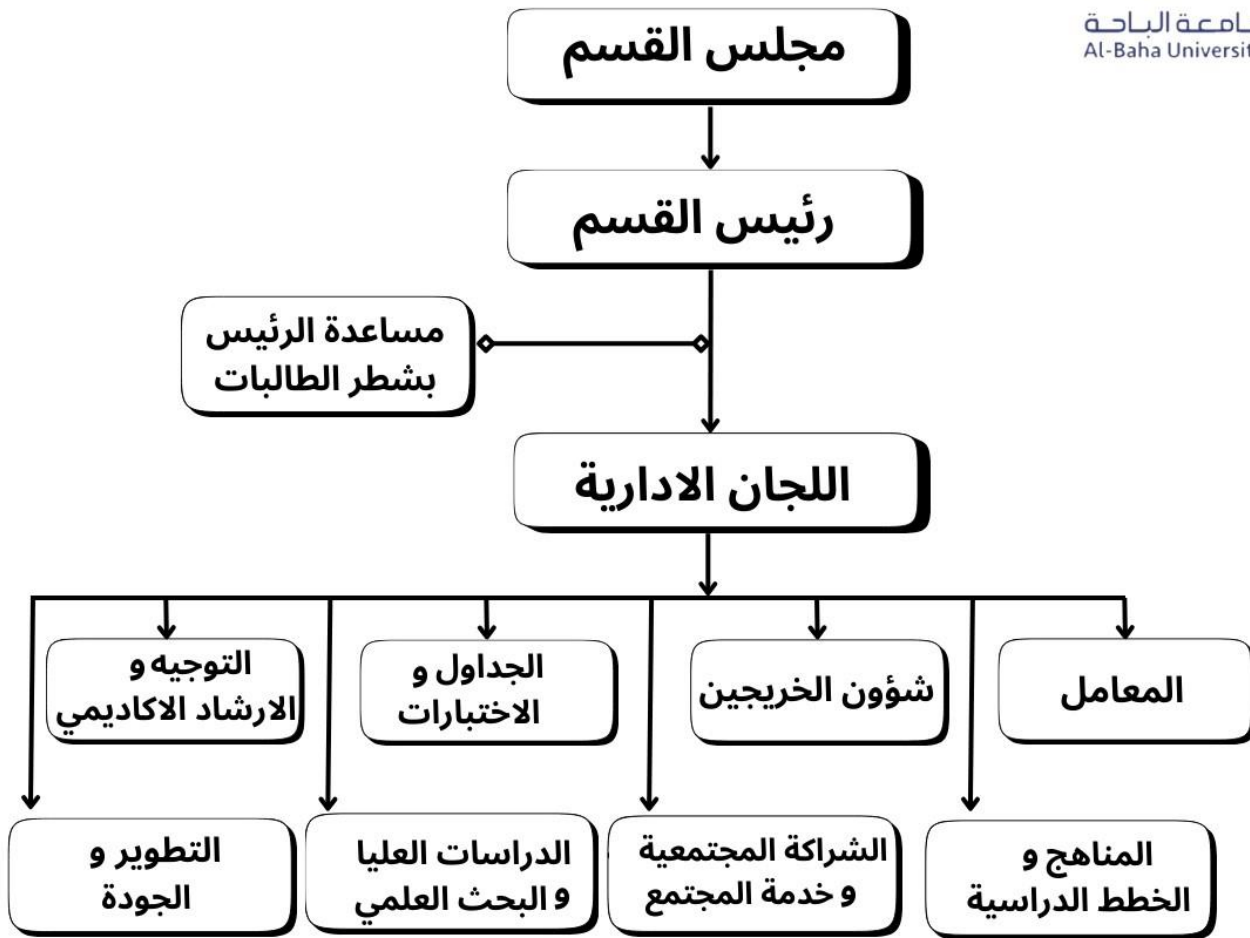 جامعة الباحة
Al-Baha Universit
مجلس القسم
رئيس القسم
مساعدة الرئيس
بشطر الطالبات
اللجان الادارية
المعامل
شؤون الخريجين
الجداول و
الاختبارات
التوجيه و
الارشاد الاكاديمي
المناهج و
الخطط الدراسية
الشراكة المجتمعية
و خدمة المجتمع
الدراسات العليا
و البحث العلمي
التطوير و
الجودة